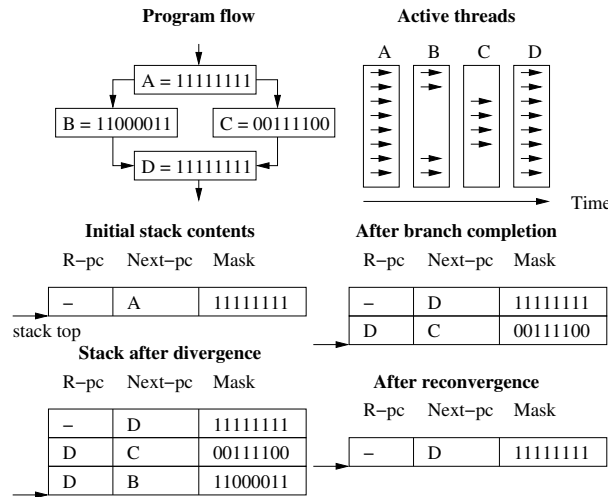 Program flow
A = 11111111
B = 11000011
C = 00111100
D = 11111111
Active threads
A B C D
Time
Initial stack contents
R−pc Next−pc Mask
− A 11111111
stack top
Stack after divergence
R−pc Next−pc Mask
− D 11111111
D C 00111100
D B 11000011
After branch completion
R−pc Next−pc Mask
− D 11111111
D C 00111100
After reconvergence
R−pc Next−pc Mask
− D 11111111